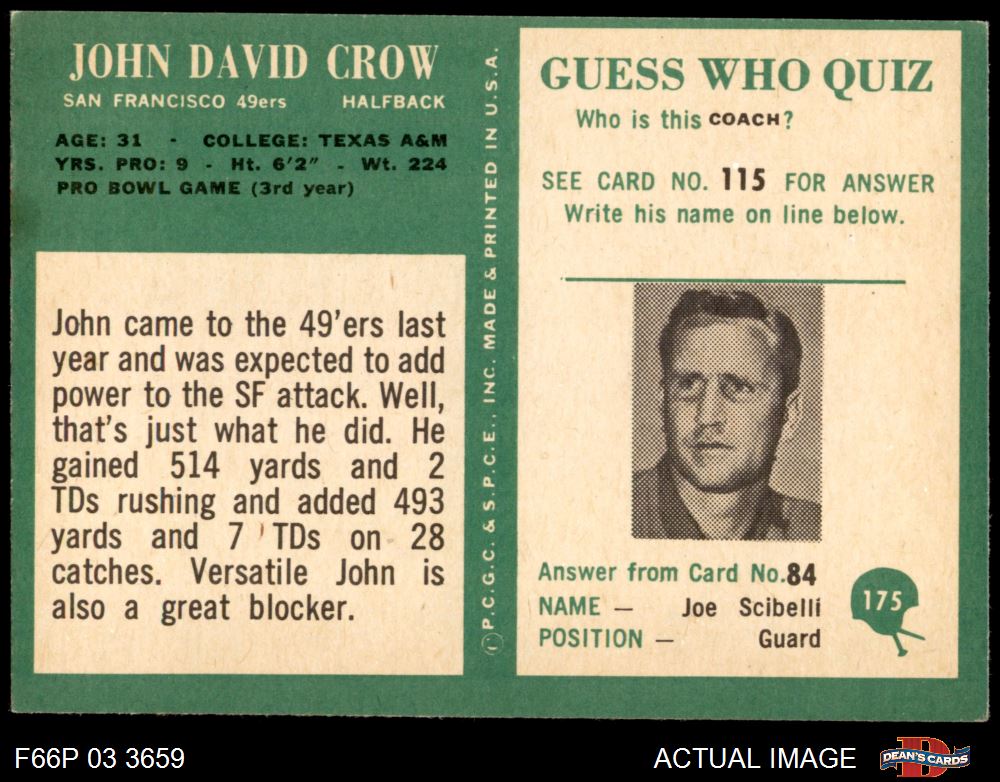 JOHN DAVID CROW
SAN FRANCISCO 49ers HALFBACK
AGE: 31 - COLLEGE: TEXAS A&M
YRS. PRO: 9 - Ht. 6'2" - Wt. 224
PRO BOWL GAME (3rd year)
John came to the 49'ers last
year and was expected to add
power to the SF attack. Well,
that's just what he did. He
gained 514 yards and 2
TDs rushing and added 493
yards and 7 TDs on 28
catches. Versatile John is
also a great blocker.
©P.C.G.C. & S.P.C.E., INC. MADE & PRINTED IN U.S.A.
GUESS WHO QUIZ
Who is this COACH?
SEE CARD NO. 115 FOR ANSWER
Write his name on line below.
Answer from Card No.84
NAME — Joe Scibelli
POSITION — Guard
175
F66P 03 3659
ACTUAL IMAGE
D
DEAN'S CARDS